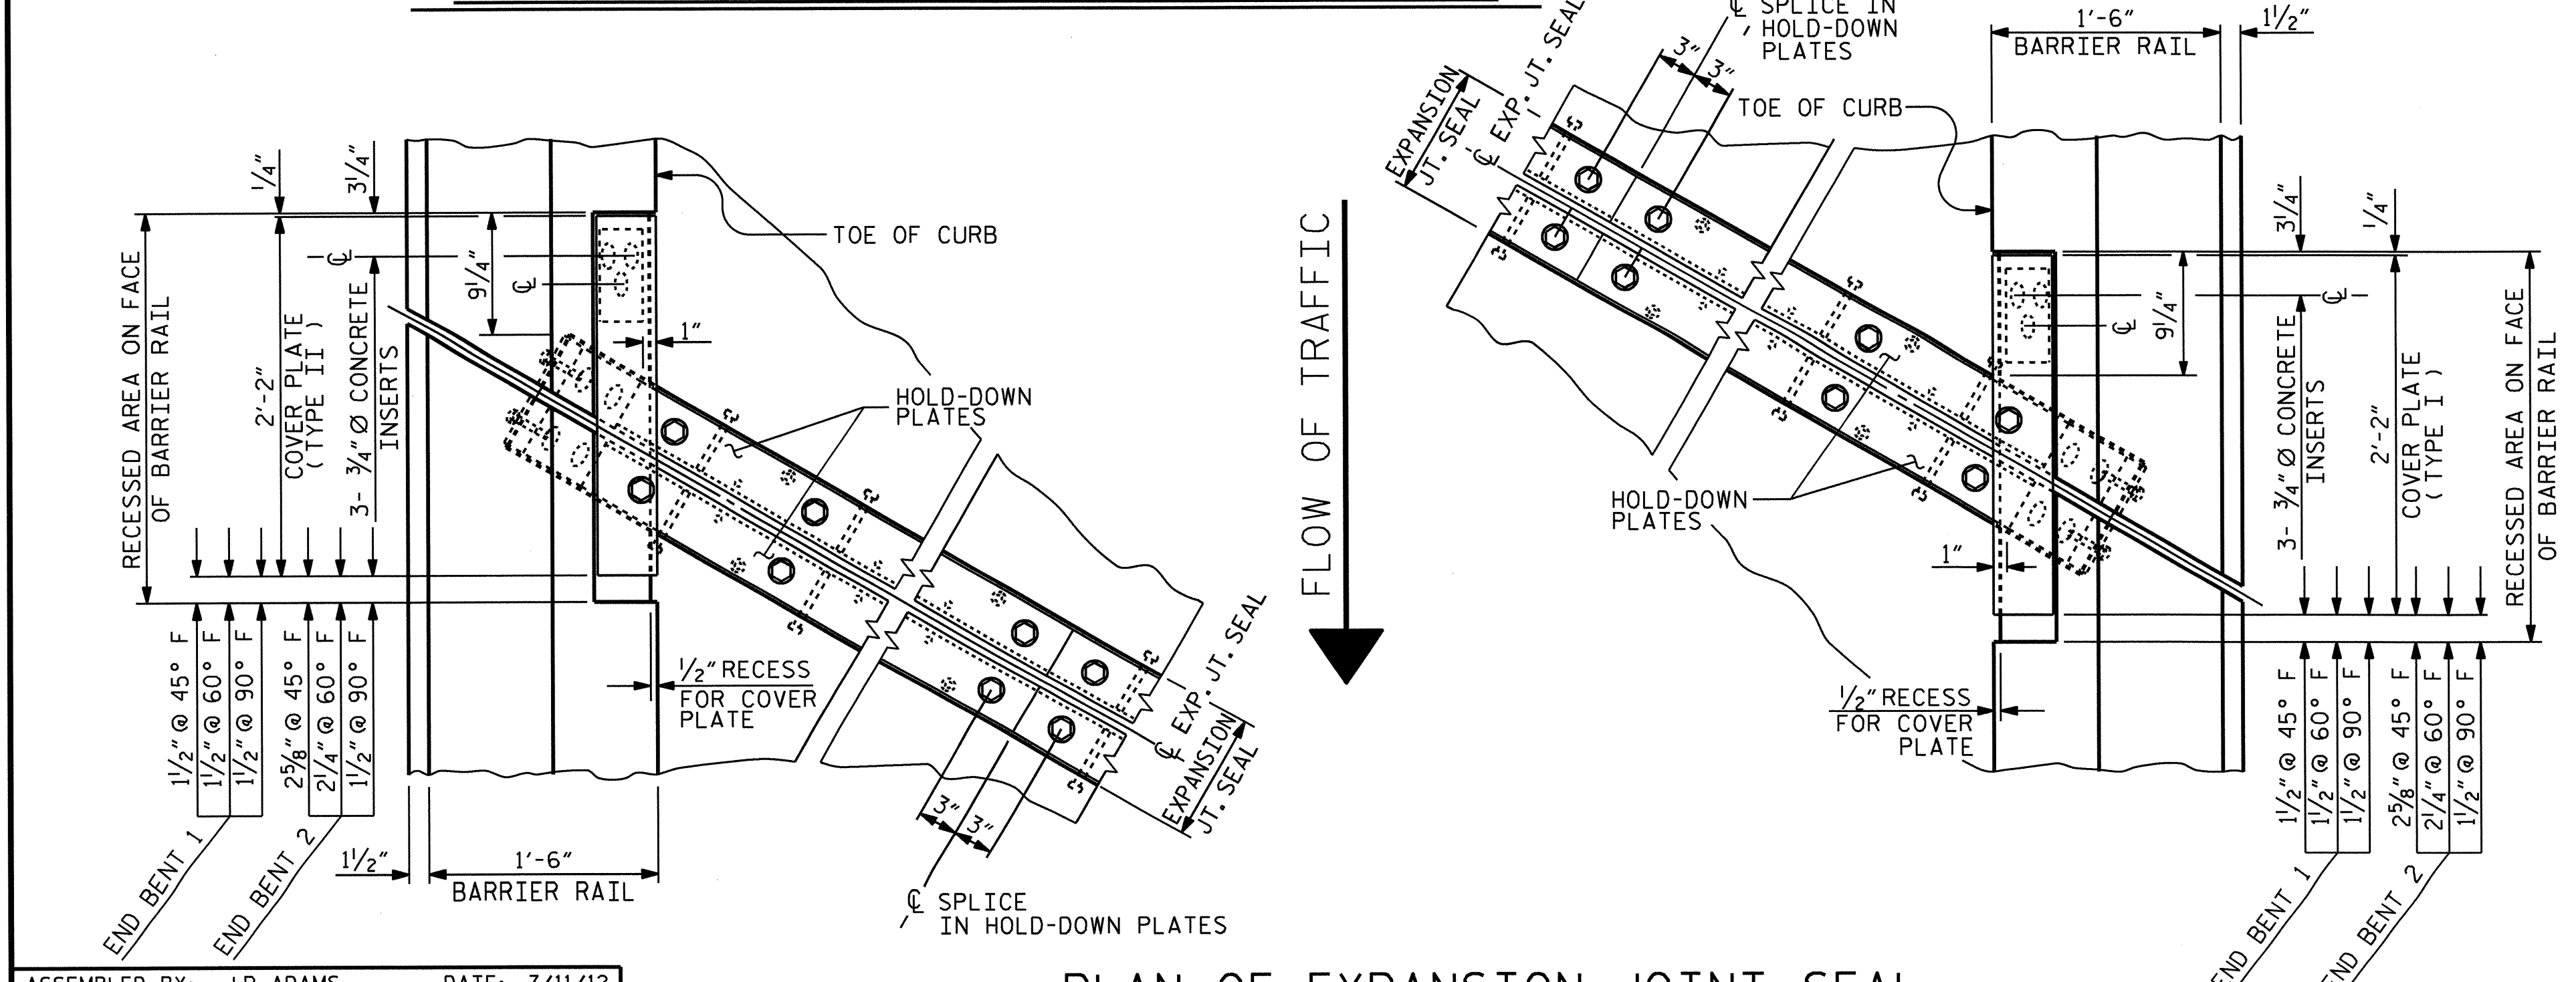 1/4"
3 1/4"
RECESSED AREA ON FACE
OF BARRIER RAIL
2'-2"
COVER PLATE
(TYPE II)
3- 3/4" Ø CONCRETE
INSERTS
℄
9 1/4"
℄
1"
TOE OF CURB
HOLD-DOWN
PLATES
1/2" RECESS
FOR COVER
PLATE
1 1/2" @ 45° F
1 1/2" @ 60° F
1 1/2" @ 90° F
2 5/8" @ 45° F
2 1/4" @ 60° F
1 1/2" @ 90° F
END BENT 1
END BENT 2
1 1/2"
1'-6"
BARRIER RAIL
3"
3"
℄ SPLICE
IN HOLD-DOWN PLATES
℄ EXP. JT. SEAL
EXPANSION
JT. SEAL
FLOW OF TRAFFIC
EXPANSION
JT. SEAL
℄ EXP. JT. SEAL
3"
3"
℄ SPLICE IN
HOLD-DOWN
PLATES
TOE OF CURB
1'-6"
BARRIER RAIL
1 1/2"
3 1/4"
1/4"
℄
℄
9 1/4"
3- 3/4" Ø CONCRETE
INSERTS
2'-2"
COVER PLATE
(TYPE II)
RECESSED AREA ON FACE
OF BARRIER RAIL
HOLD-DOWN
PLATES
1"
1/2" RECESS
FOR COVER
PLATE
1 1/2" @ 45° F
1 1/2" @ 60° F
1 1/2" @ 90° F
2 5/8" @ 45° F
2 1/4" @ 60° F
1 1/2" @ 90° F
END BENT 1
END BENT 2
ASSEMBLED BY: J.P. ADAMS DATE: 7/11/12
PLAN OF EXPANSION JOINT SEAL